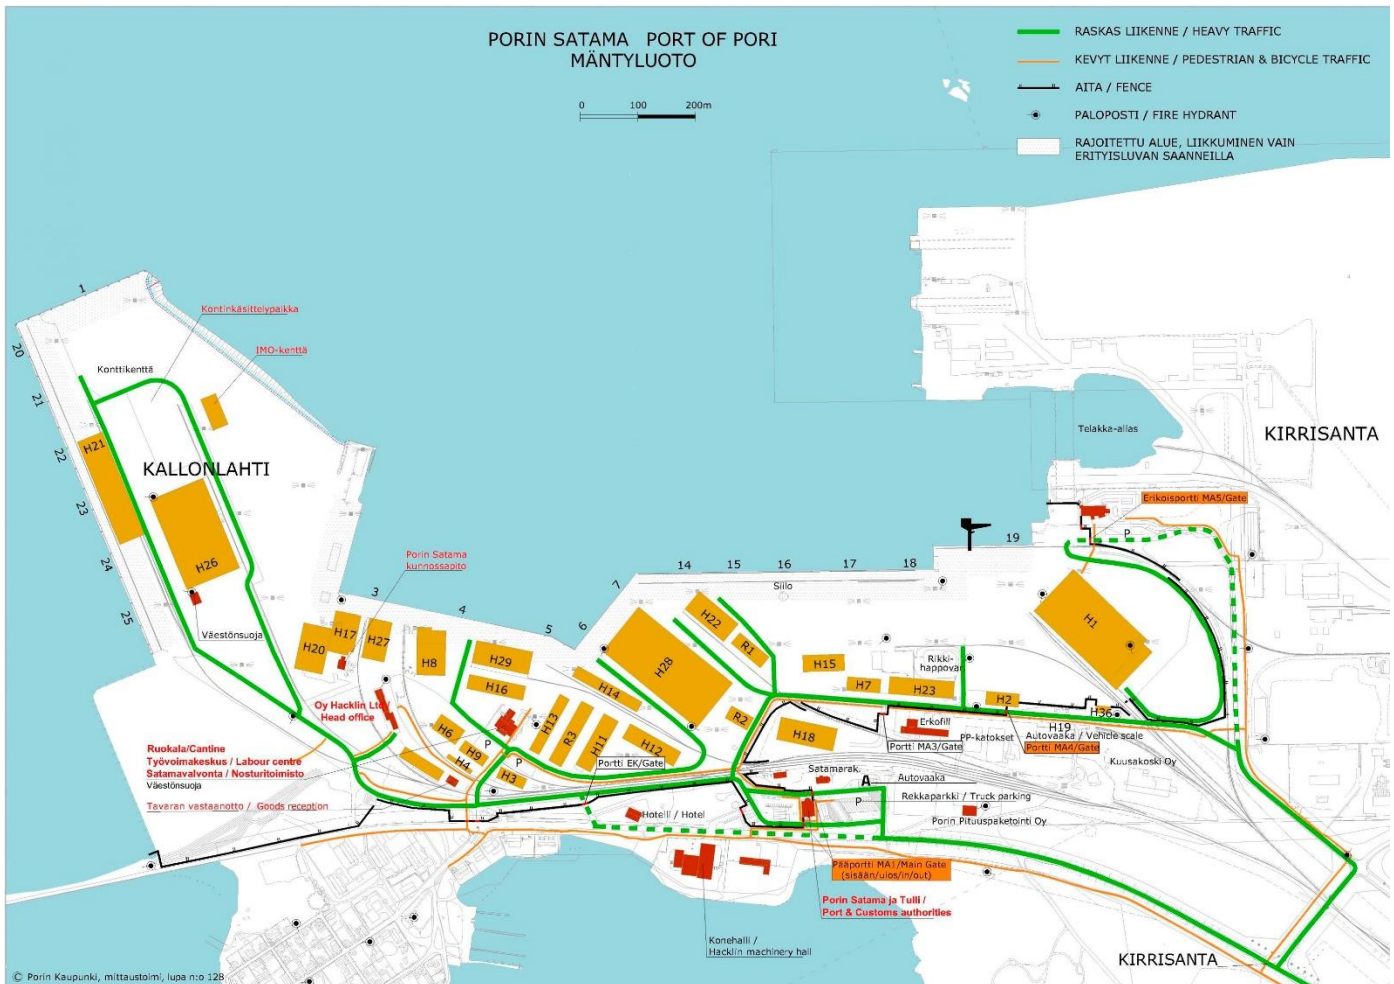 PORIN SATAMA PORT OF PORI
MÄNTYLUOTO
0 100 200m
RASKAS LIIKENNE / HEAVY TRAFFIC
KEVYT LIIKENNE / PEDESTRIAN & BICYCLE TRAFFIC
AITA / FENCE
PALOPOSTI / FIRE HYDRANT
RAJOITETTU ALUE, LIIKKUMINEN VAIN
ERITYISLUVAN SAANNEILLA
1
20
21
22
23
24
25
Kontinkäsittelypaikka
IMO-kenttä
Konttikenttä
H21
KALLONLAHTI
H26
Väestönsuoja
Porin Satama
kunnossapito
3
4
5
6
7
14
15
16
17
18
19
Siilo
Telakka-allas
KIRRISANTA
Erikoisportti MA5/Gate
P
H1
H17
H20
H27
H8
H29
H16
H14
H28
H22
R1
R2
H15
H7
H23
Rikki-
happovar.
H2
H36
H19
Autovaaka / Vehicle scale
Portti MA4/Gate
Kuusakoski Oy
Erkofill
PP-katokset
Portti MA3/Gate
H18
Oy Hacklin Ltd /
Head office
H6
H9
H4
H3
P
P
H13
R3
H11
H12
Portti EK/Gate
Ruokala/Cantine
Työvoimakeskus / Labour centre
Satamavalvonta / Nosturitoimisto
Väestönsuoja
Tavaran vastaanotto / Goods reception
Satamarak.
A
Autovaaka
Rekkaparkki / Truck parking
P
Porin Pituuspaketointi Oy
Hotelli / Hotel
Pääportti MA1/Main Gate
(sisään/ulos/in/out)
Porin Satama ja Tulli /
Port & Customs authorities
Konehalli /
Hacklin machinery hall
KIRRISANTA
© Porin Kaupunki, mittaustoimi, lupa n:o 128